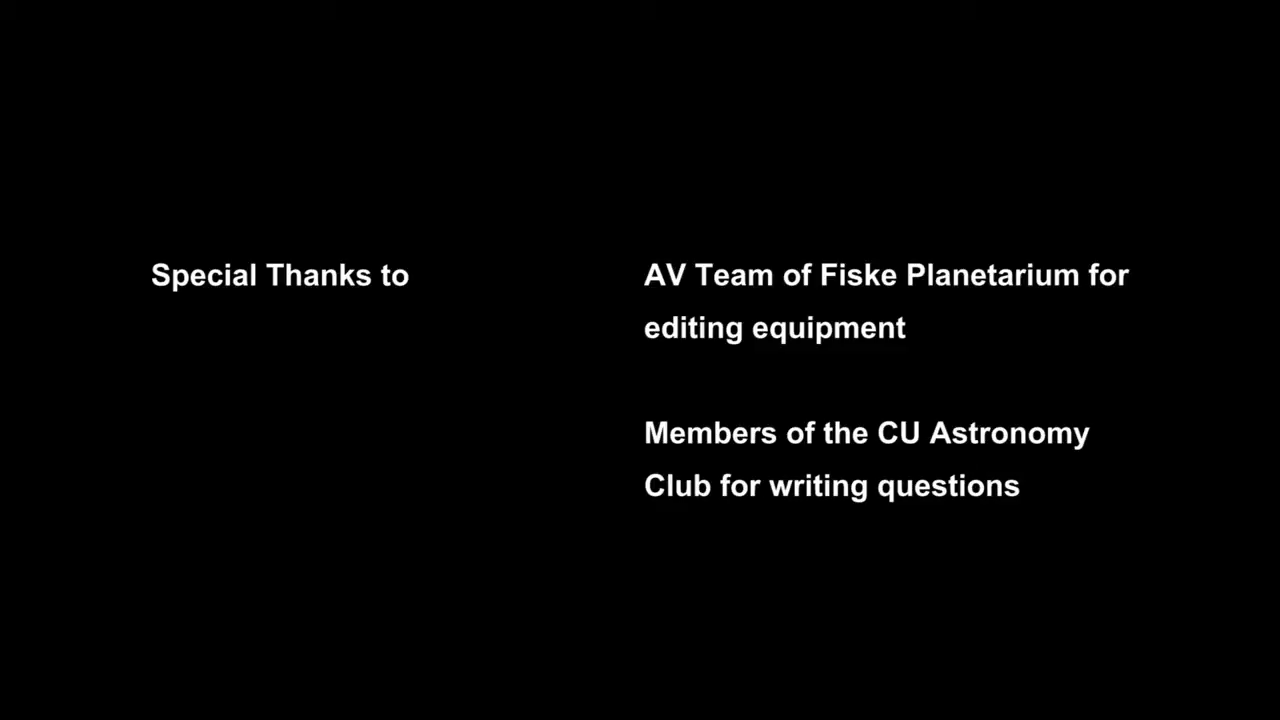 Special Thanks to
AV Team of Fiske Planetarium for
editing equipment
Members of the CU Astronomy
Club for writing questions